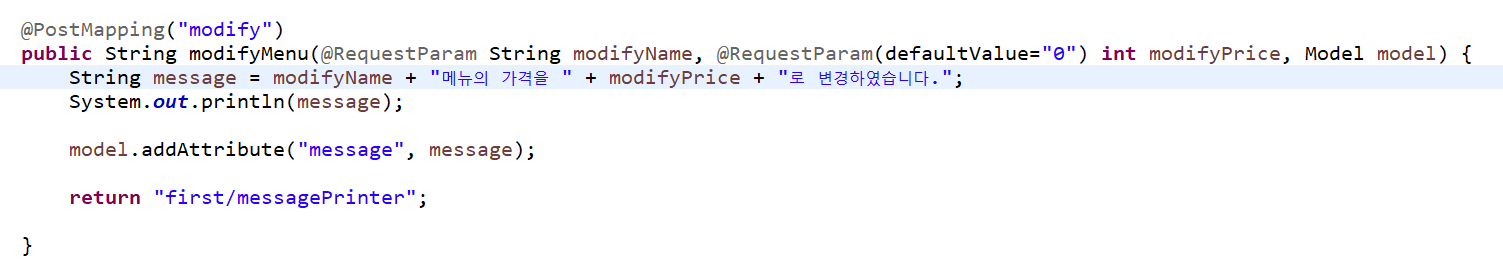 @PostMapping("modify")
public String modifyMenu(@RequestParam String modifyName, @RequestParam(defaultValue="0") int modifyPrice, Model model) {
    String message = modifyName + "메뉴의 가격을 " + modifyPrice + "로 변경하였습니다.";
    System.out.println(message);

    model.addAttribute("message", message);

    return "first/messagePrinter";

}